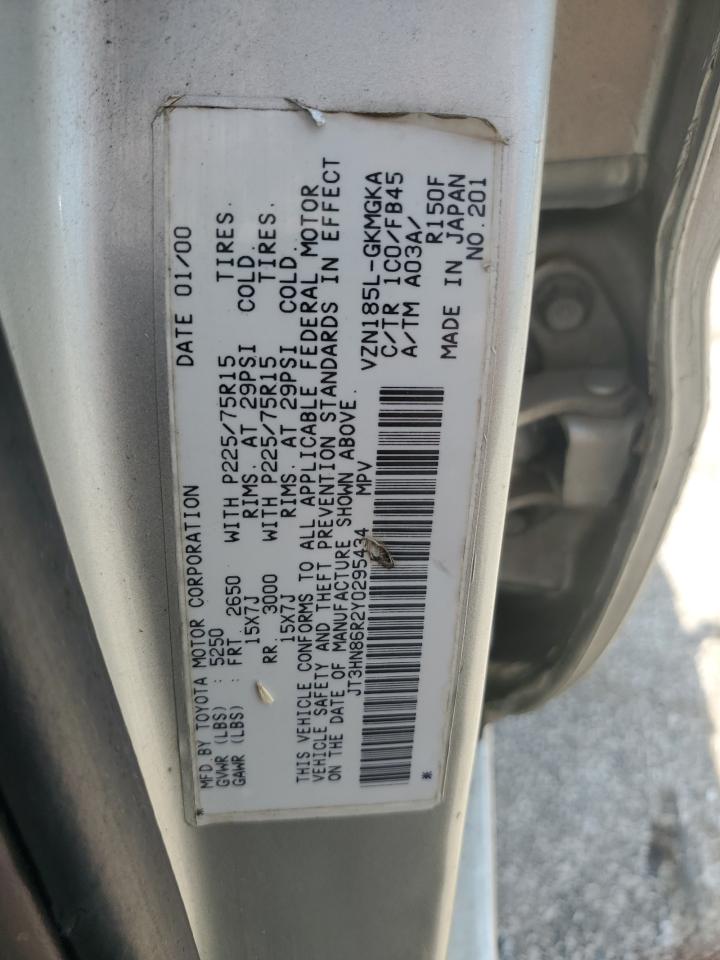 MFD. BY TOYOTA MOTOR CORPORATION DATE 01/00
GVWR (LBS) : 5250
GAWR (LBS) : FRT. 2650 WITH P225/75R15 TIRES.
15X7J RIMS. AT 29PSI COLD.
RR. 3000 WITH P225/75R15 TIRES.
15X7J RIMS. AT 29PSI COLD.
THIS VEHICLE CONFORMS TO ALL APPLICABLE FEDERAL MOTOR
VEHICLE SAFETY AND THEFT PREVENTION STANDARDS IN EFFECT
ON THE DATE OF MANUFACTURE SHOWN ABOVE.
JT3HN86R2Y0295434 MPV
VZN185L-GKMGKA
C/TR 1C0/FB45
A/TM A03A/
R150F
MADE IN JAPAN
NO.201